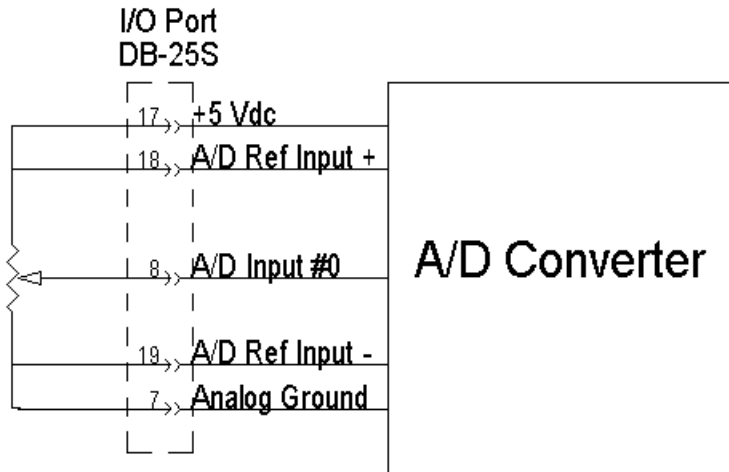 I/O Port
DB-25S
17 +5 Vdc
18 A/D Ref Input +
8 A/D Input #0
A/D Converter
19 A/D Ref Input -
7 Analog Ground